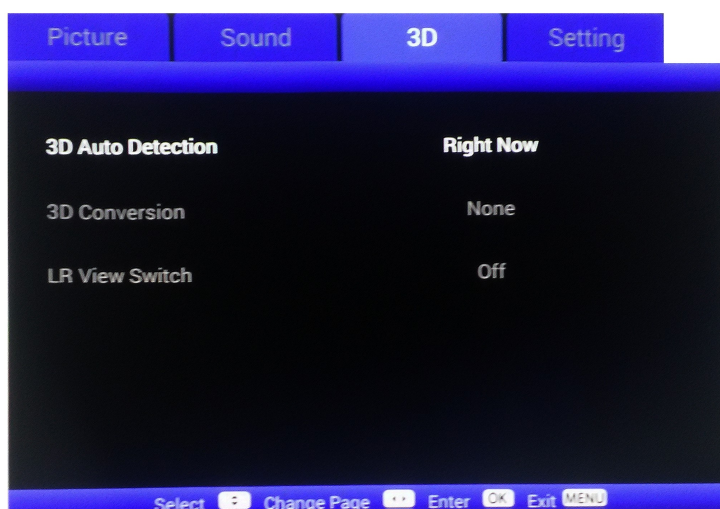 Picture Sound 3D Setting
3D Auto Detection Right Now
3D Conversion None
LR View Switch Off
Select Change Page Enter OK Exit MENU